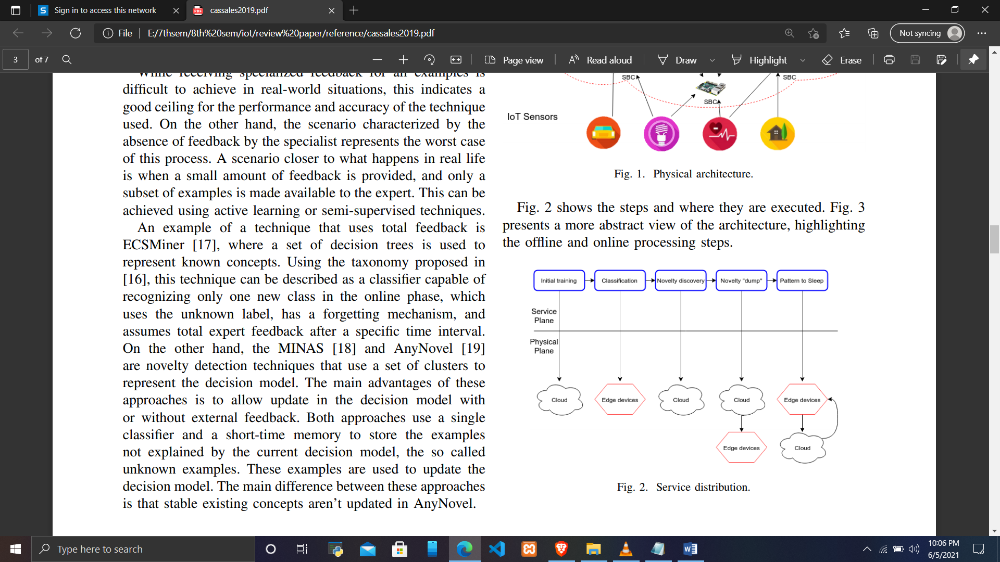 Sign in to access this network
cassales2019.pdf
File
E:/7thsem/8th%20sem/iot/review%20paper/reference/cassales2019.pdf
Not syncing
3 of 7
Page view
Read aloud
Draw
Highlight
Erase
While receiving specialized feedback for all examples is
difficult to achieve in real-world situations, this indicates a
good ceiling for the performance and accuracy of the technique
used. On the other hand, the scenario characterized by the
absence of feedback by the specialist represents the worst case
of this process. A scenario closer to what happens in real life
is when a small amount of feedback is provided, and only a
subset of examples is made available to the expert. This can be
achieved using active learning or semi-supervised techniques.
An example of a technique that uses total feedback is
ECSMiner [17], where a set of decision trees is used to
represent known concepts. Using the taxonomy proposed in
[16], this technique can be described as a classifier capable of
recognizing only one new class in the online phase, which
uses the unknown label, has a forgetting mechanism, and
assumes total expert feedback after a specific time interval.
On the other hand, the MINAS [18] and AnyNovel [19]
are novelty detection techniques that use a set of clusters to
represent the decision model. The main advantages of these
approaches is to allow update in the decision model with
or without external feedback. Both approaches use a single
classifier and a short-time memory to store the examples
not explained by the current decision model, the so called
unknown examples. These examples are used to update the
decision model. The main difference between these approaches
is that stable existing concepts aren't updated in AnyNovel.
SBC
SBC
SBC
IoT Sensors
Fig. 1. Physical architecture.
Fig. 2 shows the steps and where they are executed. Fig. 3
presents a more abstract view of the architecture, highlighting
the offline and online processing steps.
Initial training
Classification
Novelty discovery
Novelty "dump"
Pattern to Sleep
Service
Plane
Physical
Plane
Cloud
Edge devices
Cloud
Cloud
Edge devices
Edge devices
Cloud
Fig. 2. Service distribution.
Type here to search
10:06 PM
6/5/2021